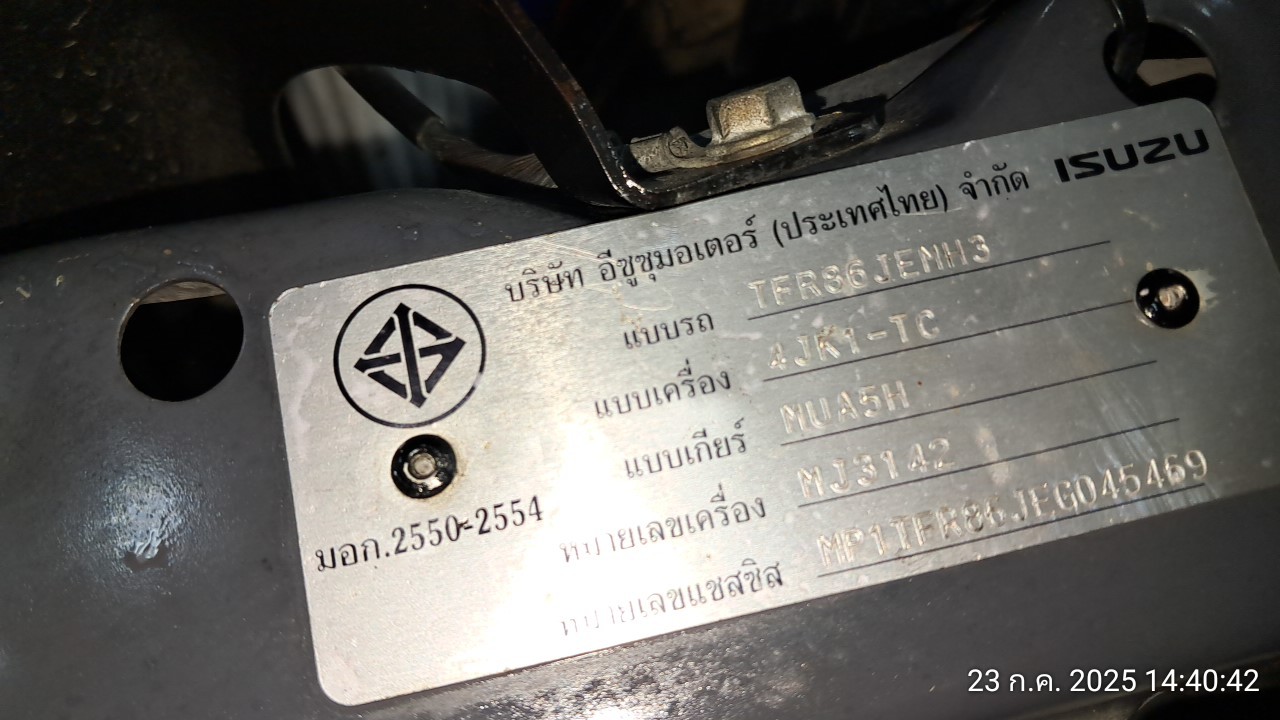 บริษัท อีซูซุมอเตอร์ (ประเทศไทย) จำกัด ISUZU
แบบรถ TFR86JEMH3
แบบเครื่อง 4JK1-TC
แบบเกียร์ MUA5H
หมายเลขเครื่อง MJ3142
หมายเลขแชสซิส MP1TFR86JEG045469
มอก.2550-2554
23 ก.ค. 2025 14:40:42